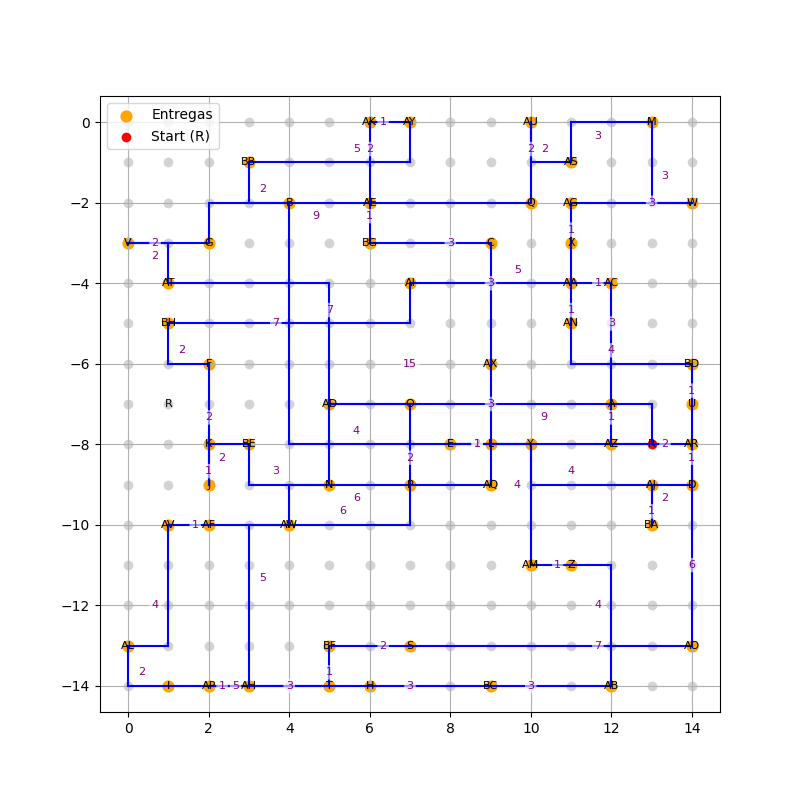 Entregas
Start (R)
0
−2
−4
−6
−8
−10
−12
−14
0 2 4 6 8 10 12 14
AK 1 AY AU M
5 2 2 2 3
BB AS
2 3
B AE Q AG 3 W
9 1 1
V 2 G BG 3 C X
2 5
AT AI 3 AA 1 AC
7 1
BH 7 AN 3
2 4
F 15 AX BD
1
R AD O 3 A U
2 4 9 1
K BE E 1 L Y AZ 2 AR
2 3 2 4 1
1 6 4 2
J N P AQ AJ D
6 1
AV 1 AF AW BA
5 AM 1 Z 6
4 4
AL BF 2 S 7 AO
2 1
I AP 1 5 AH 3 T H 3 BC 3 AB